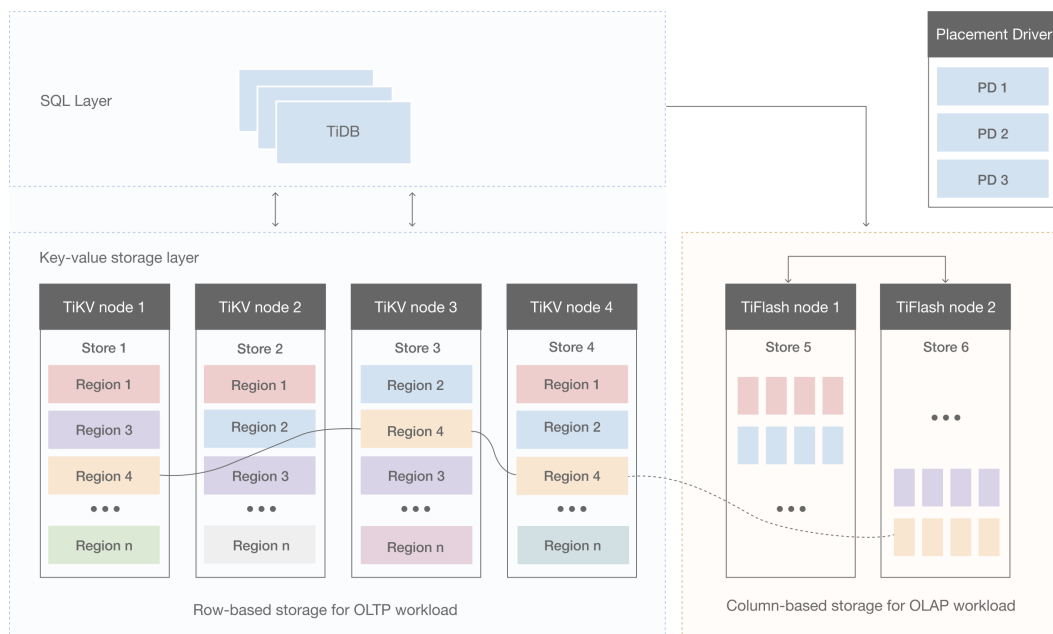 Placement Driver
PD 1
PD 2
PD 3
SQL Layer
TiDB
Key-value storage layer
TiKV node 1
Store 1
Region 1
Region 3
Region 4
Region n
TiKV node 2
Store 2
Region 1
Region 2
Region 3
Region n
TiKV node 3
Store 3
Region 2
Region 4
Region 3
Region n
TiKV node 4
Store 4
Region 1
Region 2
Region 4
Region n
Row-based storage for OLTP workload
TiFlash node 1
Store 5
TiFlash node 2
Store 6
Column-based storage for OLAP workload